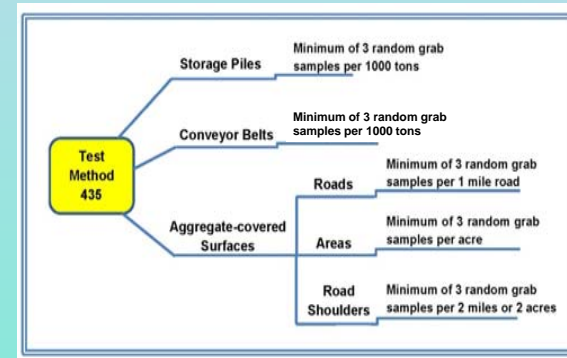 Test
Method
435
Storage Piles
Minimum of 3 random grab
samples per 1000 tons
Conveyor Belts
Minimum of 3 random grab
samples per 1000 tons
Aggregate-covered
Surfaces
Roads
Minimum of 3 random grab
samples per 1 mile road
Areas
Minimum of 3 random grab
samples per acre
Road
Shoulders
Minimum of 3 random grab
samples per 2 miles or 2 acres